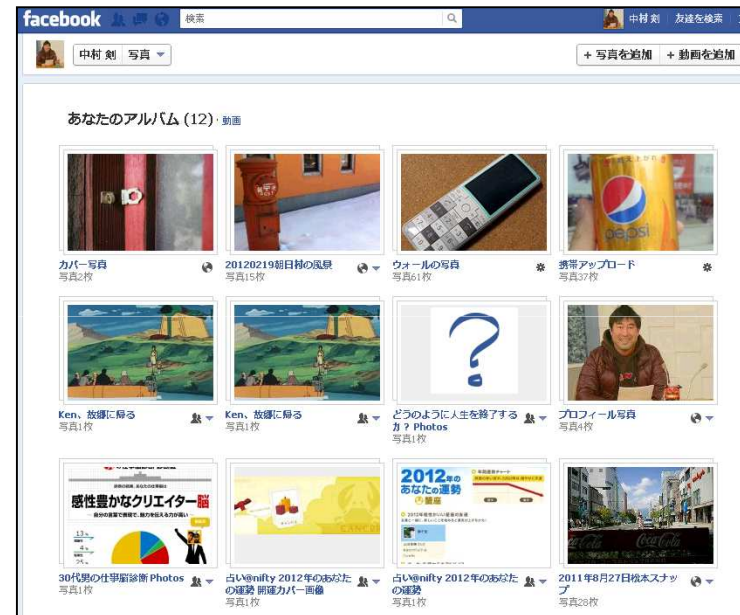 facebook
検索
中村 剣
友達を検索
中村 剣
写真
+ 写真を追加
+ 動画を追加
あなたのアルバム (12) · 動画
pepsi
カバー写真
写真2枚
20120219朝日村の風景
写真15枚
ウォールの写真
写真61枚
携帯アップロード
写真37枚
Ken、故郷に帰る
写真1枚
Ken、故郷に帰る
写真1枚
どうのように人生を終了する
か ? Photos
写真1枚
プロフィール写真
写真4枚
感性豊かなクリエイター脳
13%
4%
25%
CANCER
2012年の
あなたの運勢
蟹座
Coca-Cola
30代男の仕事脳診断 Photos
写真1枚
占い@nifty 2012年のあなた
の運勢 開運カバー画像
写真1枚
占い@nifty 2012年のあなた
の運勢
写真1枚
2011年8月27日松本スナッ
プ
写真28枚